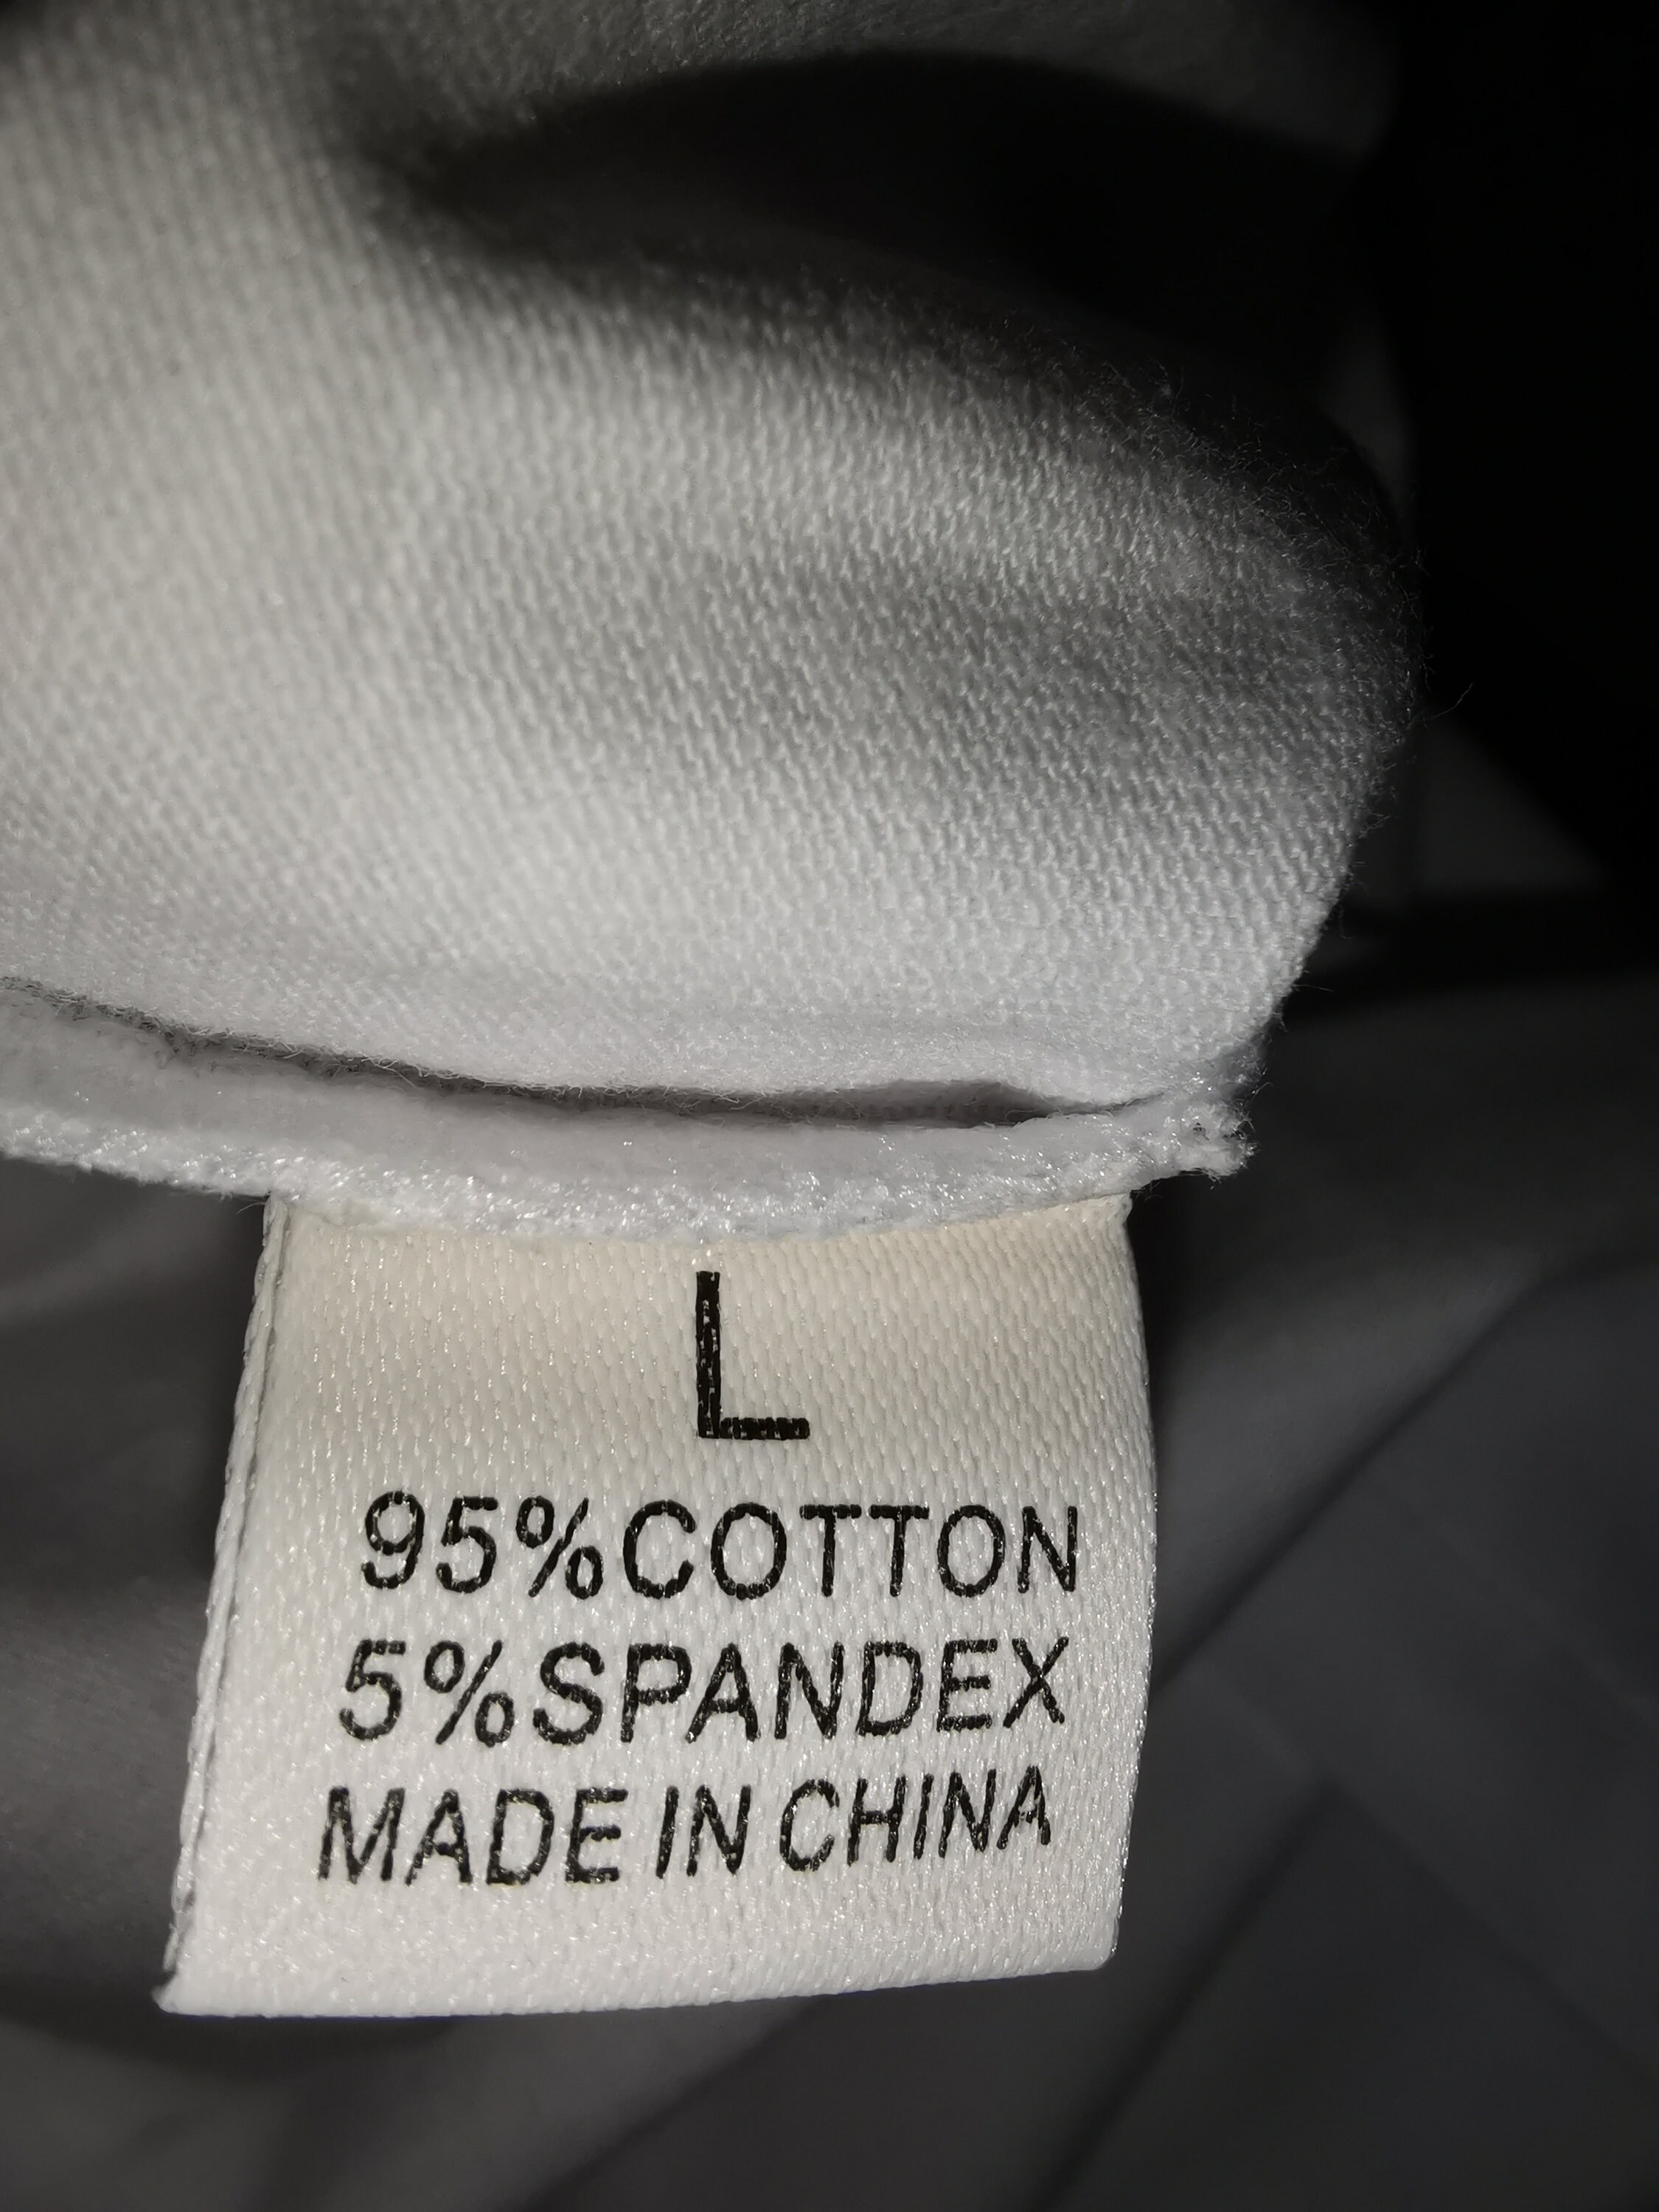 L
95%COTTON
5%SPANDEX
MADE IN CHINA